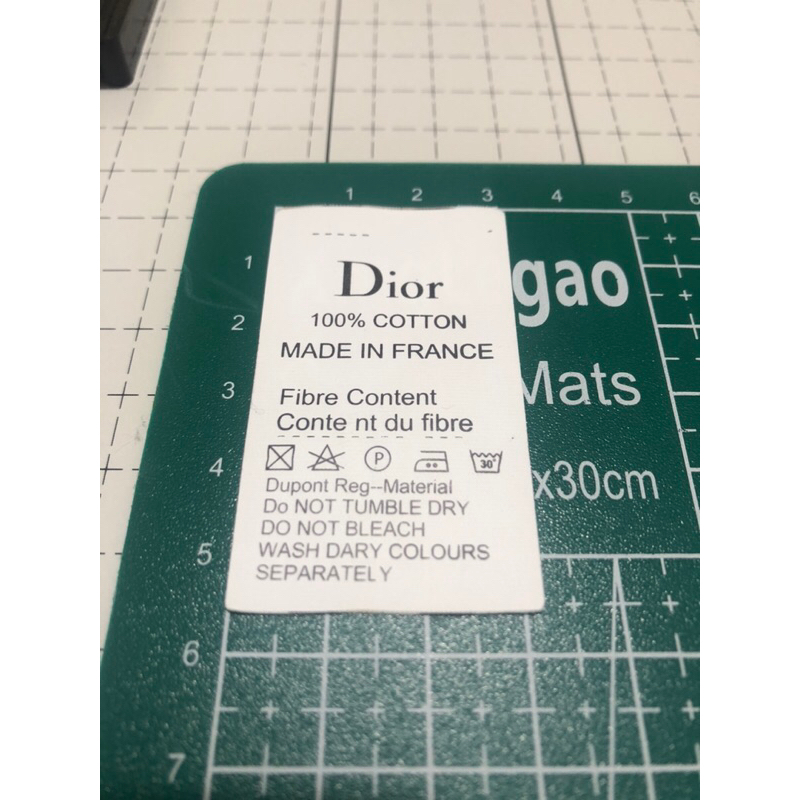 1 2 3 4 5 6
1
2
3
4
5
6
7
Dior
100% COTTON
MADE IN FRANCE
Fibre Content
Conte nt du fibre
P
30°
Dupont Reg--Material
Do NOT TUMBLE DRY
DO NOT BLEACH
WASH DARY COLOURS
SEPARATELY
gao
Mats
x30cm